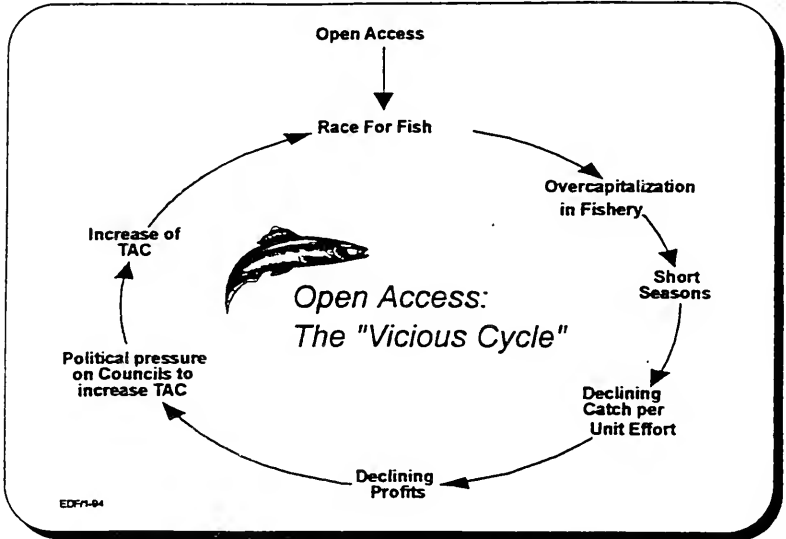 Open Access
Race For Fish
Overcapitalization
in Fishery
Short
Seasons
Declining
Catch per
Unit Effort
Declining
Profits
Political pressure
on Councils to
increase TAC
Increase of
TAC
Open Access:
The "Vicious Cycle"
EDF/1-94